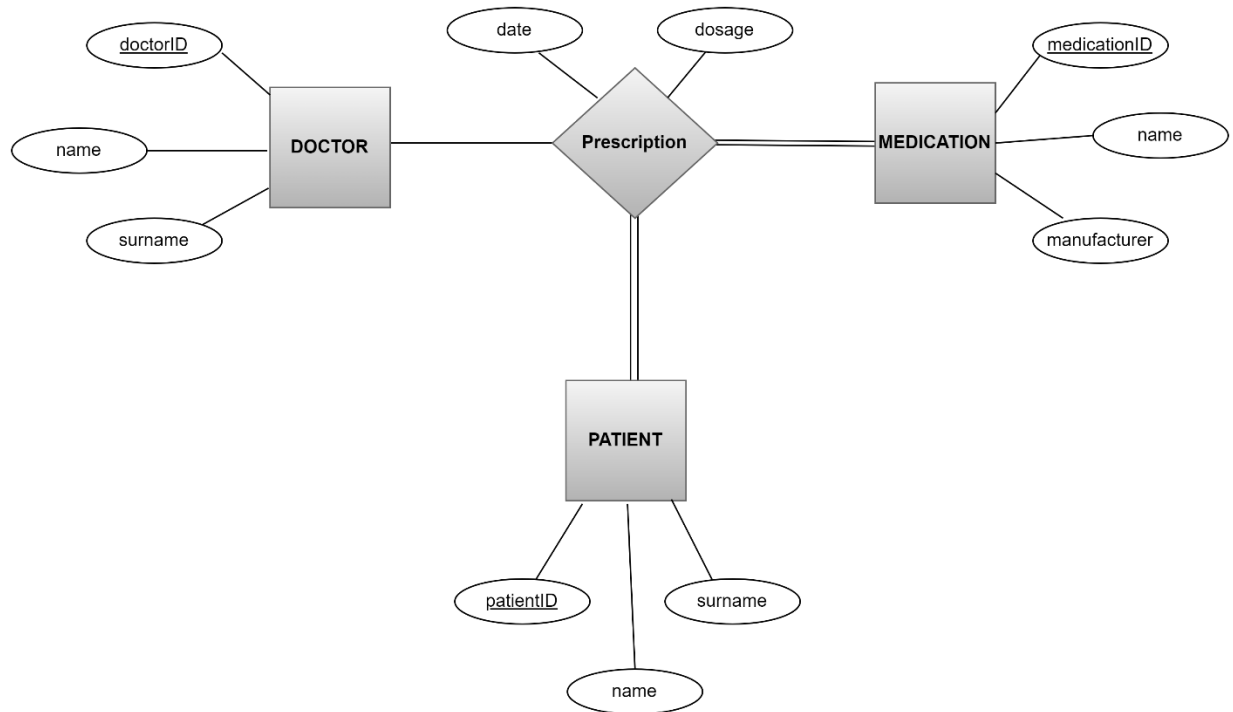 date
dosage
doctorID
medicationID
name
DOCTOR
Prescription
MEDICATION
name
surname
manufacturer
PATIENT
patientID
surname
name